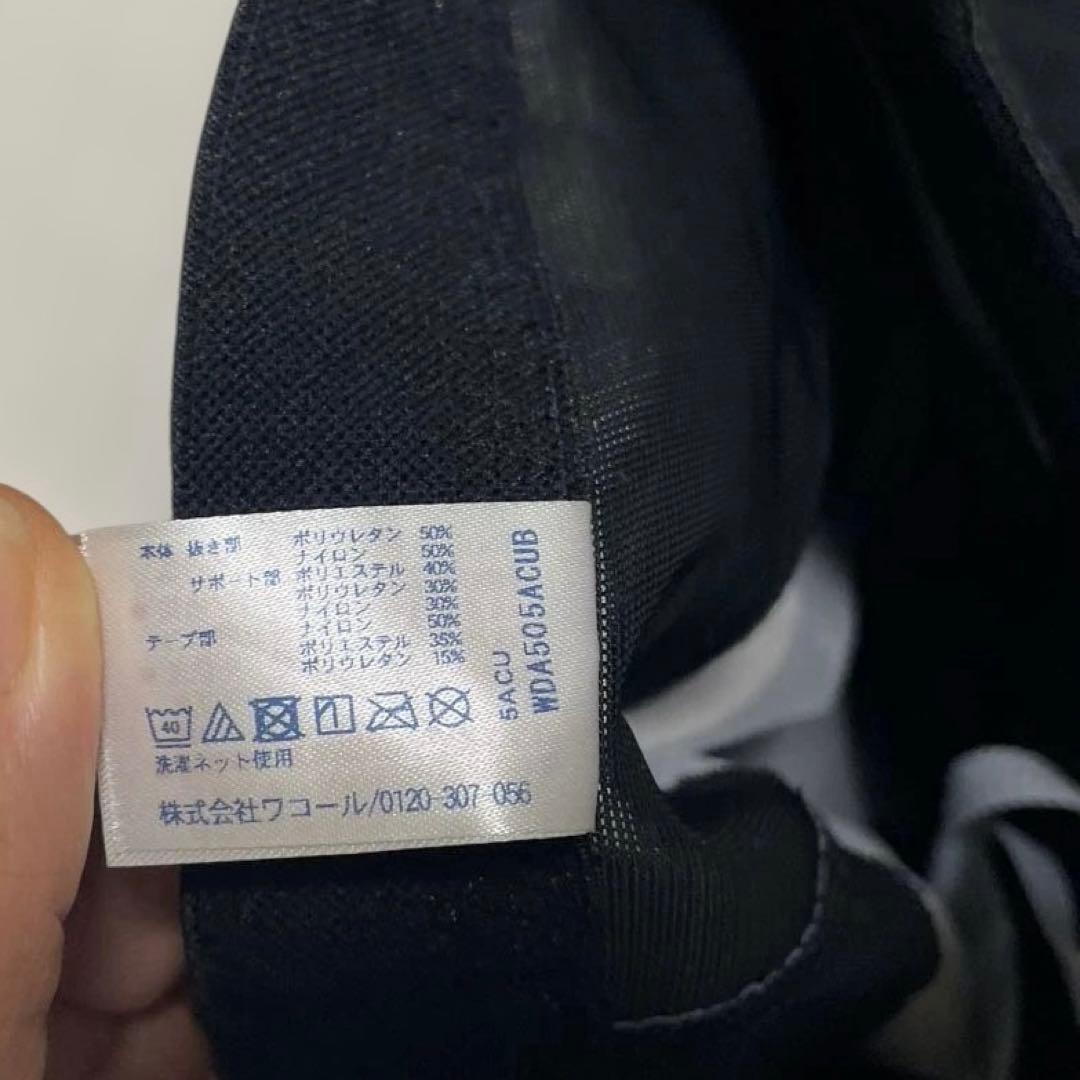 本体 抜き部 ポリウレタン 50%
ナイロン 50%
サポート部 ポリエステル 40%
ポリウレタン 30%
ナイロン 30%
テープ部 ナイロン 50%
ポリエステル 35%
ポリウレタン 15%
40
洗濯ネット使用
株式会社ワコール/0120-307-056
5ACU
WDA505ACUB